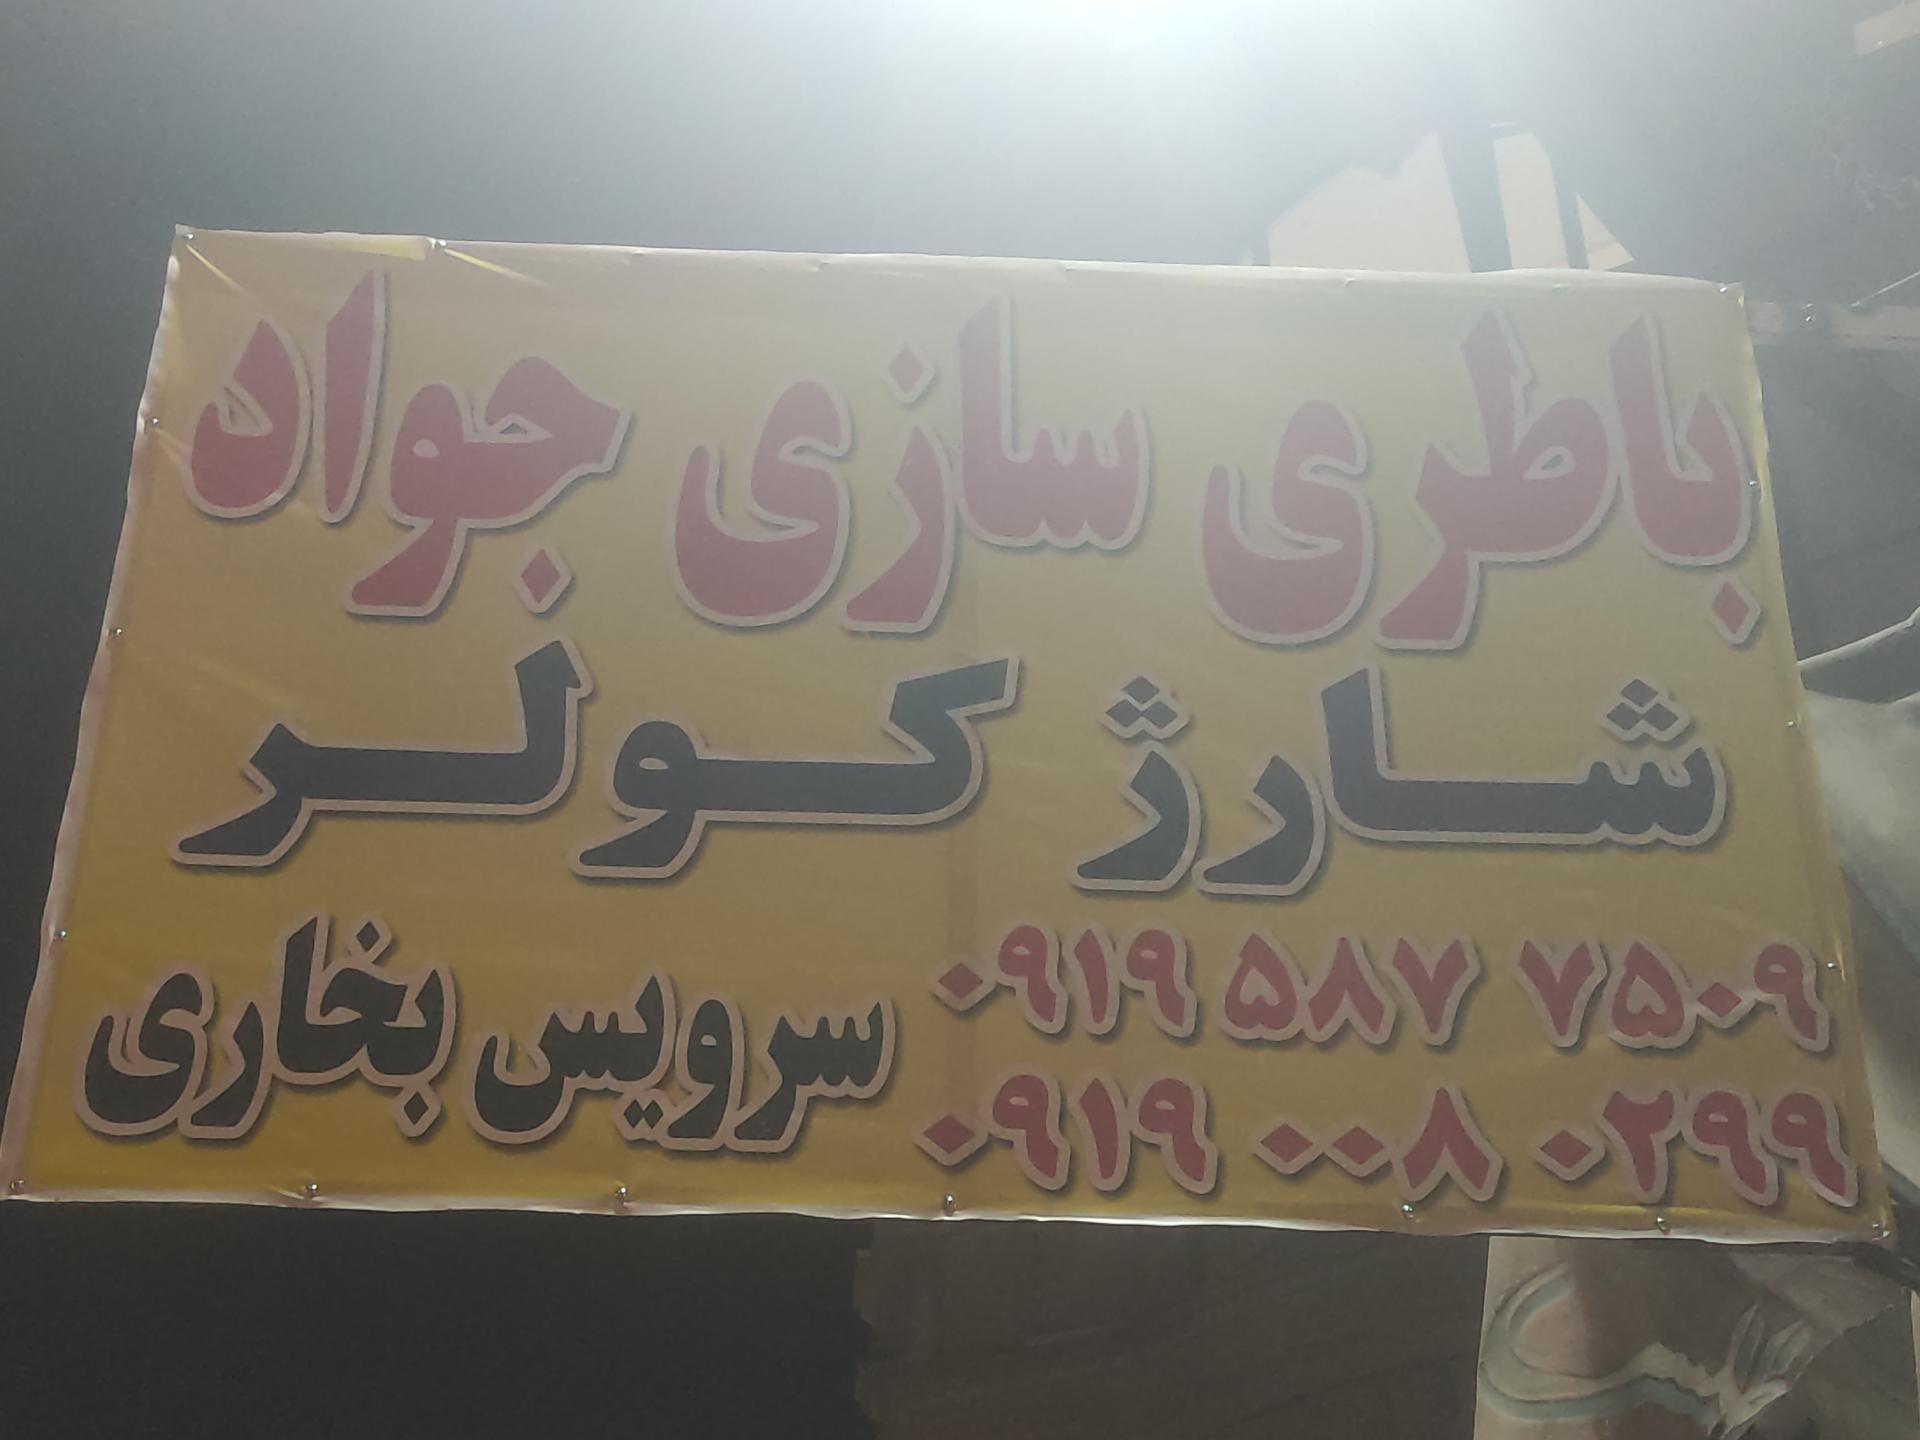 باطری سازی جواد
شارژ کولر
۰۹۱۹ ۵۸۷ ۷۵۰۹
سرویس بخاری
۰۹۱۹ ۰۰۸ ۰۲۹۹